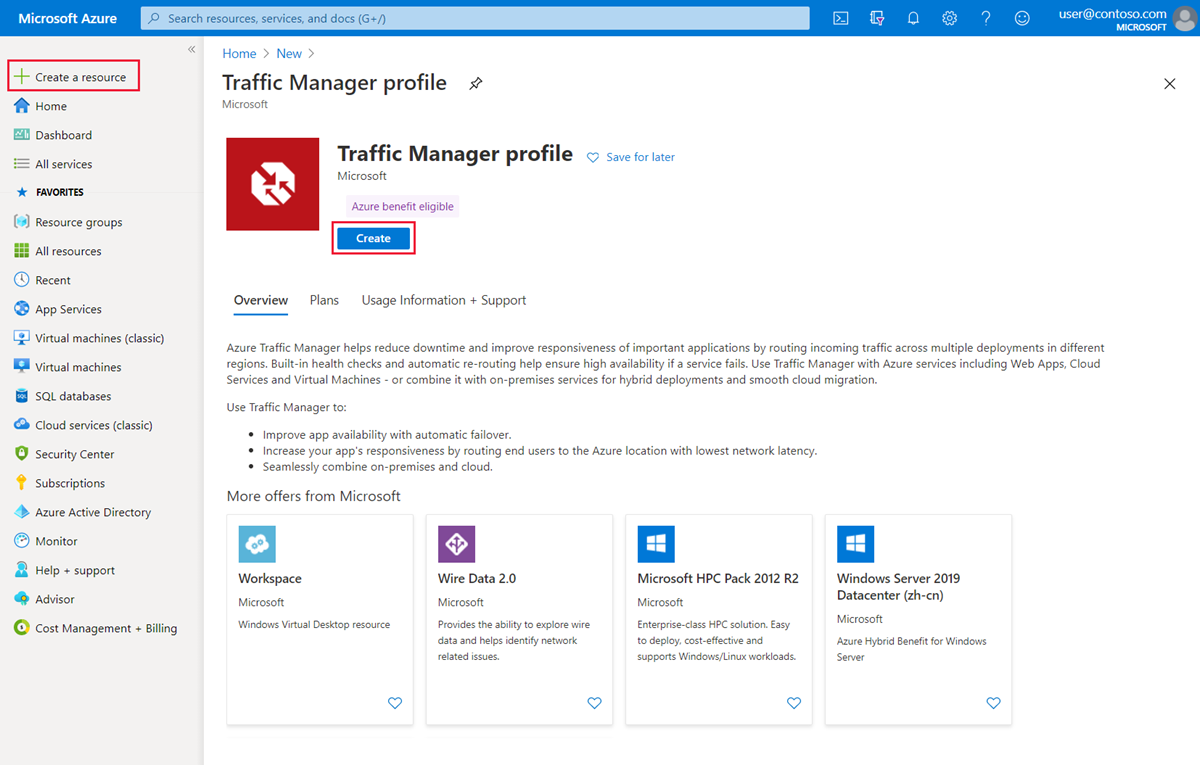 Microsoft Azure
Search resources, services, and docs (G+/)
user@contoso.com
MICROSOFT
Create a resource
Home
Dashboard
All services
FAVORITES
Resource groups
All resources
Recent
App Services
Virtual machines (classic)
Virtual machines
SQL databases
Cloud services (classic)
Security Center
Subscriptions
Azure Active Directory
Monitor
Help + support
Advisor
Cost Management + Billing
Home > New >
Traffic Manager profile
Microsoft
Traffic Manager profile
Save for later
Microsoft
Azure benefit eligible
Create
Overview Plans Usage Information + Support
Azure Traffic Manager helps reduce downtime and improve responsiveness of important applications by routing incoming traffic across multiple deployments in different
regions. Built-in health checks and automatic re-routing help ensure high availability if a service fails. Use Traffic Manager with Azure services including Web Apps, Cloud
Services and Virtual Machines - or combine it with on-premises services for hybrid deployments and smooth cloud migration.
Use Traffic Manager to:
• Improve app availability with automatic failover.
• Increase your app's responsiveness by routing end users to the Azure location with lowest network latency.
• Seamlessly combine on-premises and cloud.
More offers from Microsoft
Workspace
Microsoft
Windows Virtual Desktop resource
Wire Data 2.0
Microsoft
Provides the ability to explore wire
data and helps identify network
related issues.
Microsoft HPC Pack 2012 R2
Microsoft
Enterprise-class HPC solution. Easy
to deploy, cost-effective and
supports Windows/Linux workloads.
Windows Server 2019
Datacenter (zh-cn)
Microsoft
Azure Hybrid Benefit for Windows
Server